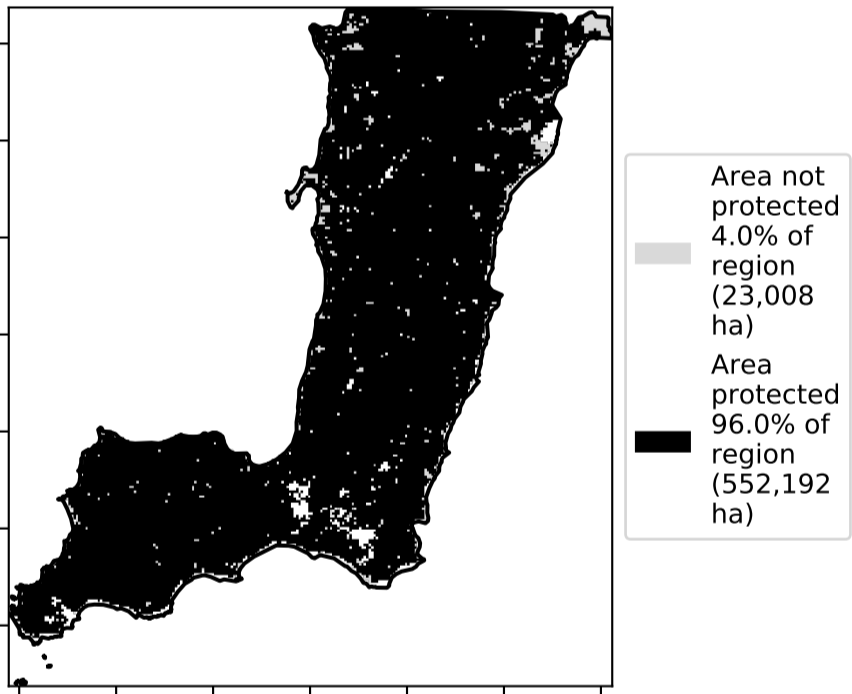 Area not
protected
4.0% of
region
(23,008
ha)
Area
protected
96.0% of
region
(552,192
ha)